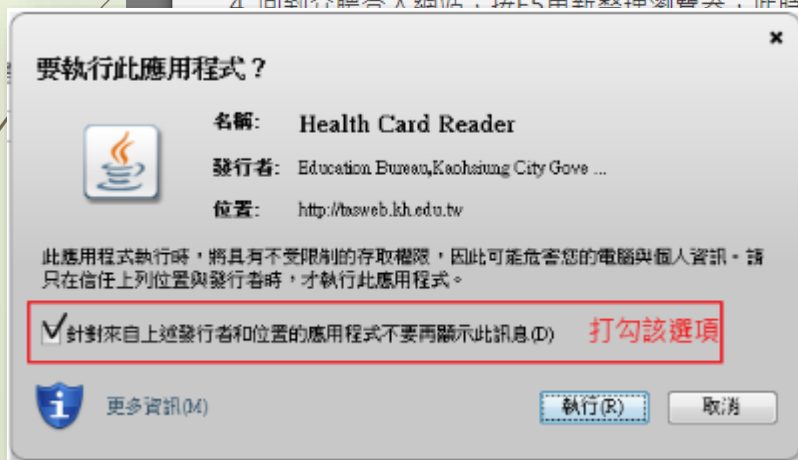 要執行此應用程式？
名稱: Health Card Reader
發行者: Education Bureau,Kaohsiung City Gove ...
位置: http://tasweb.kh.edu.tw
此應用程式執行時，將具有不受限制的存取權限，因此可能危害您的電腦與個人資訊。請
只在信任上列位置與發行者時，才執行此應用程式。
針對來自上述發行者和位置的應用程式不要再顯示此訊息(D) 打勾該選項
更多資訊(M) 執行(R) 取消